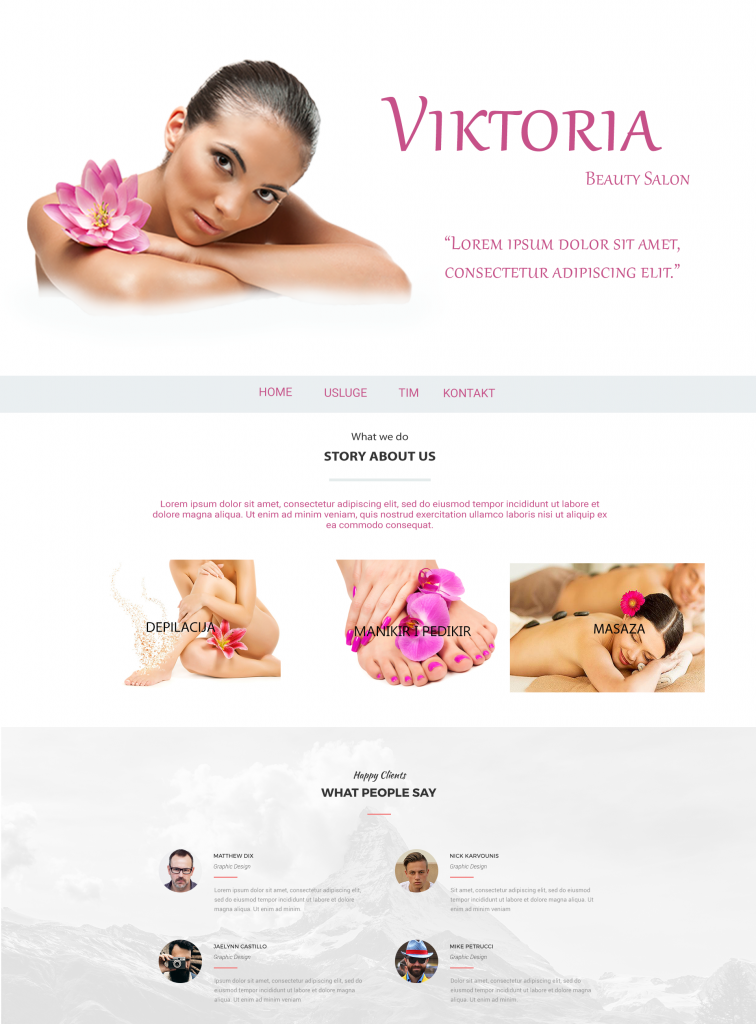 VIKTORIA
BEAUTY SALON
“LOREM IPSUM DOLOR SIT AMET,
CONSECTETUR ADIPISCING ELIT.”
HOME USLUGE TIM KONTAKT
What we do
STORY ABOUT US
Lorem ipsum dolor sit amet, consectetur adipiscing elit, sed do eiusmod tempor incididunt ut labore et
dolore magna aliqua. Ut enim ad minim veniam, quis nostrud exercitation ullamco laboris nisi ut aliquip ex
ea commodo consequat.
DEPILACIJA
MANIKIR I PEDIKIR
MASAZA
Happy Clients
WHAT PEOPLE SAY
MATTHEW DIX
Graphic Design
Lorem ipsum dolor sit amet, consectetur adipiscing elit,
sed do eiusmod tempor incididunt ut labore et dolore
magna aliqua. Ut enim ad minim.
NICK KARVOUNIS
Graphic Design
Sit amet, consectetur adipiscing elit, sed do eiusmod
tempor incididunt ut labore et dolore magna aliqua. Ut
enim ad minim veniam
JAELYNN CASTILLO
Graphic Design
Ipsum dolor sit amet, consectetur adipiscing elit, sed do
eiusmod tempor incididunt ut labore et dolore magna
aliqua. Ut enim ad minim veniam
MIKE PETRUCCI
Graphic Design
Dolor sit amet, consectetur adipiscing elit, sed do
eiusmod tempor incididunt ut labore et dolore magna
aliqua. Ut enim ad minim.